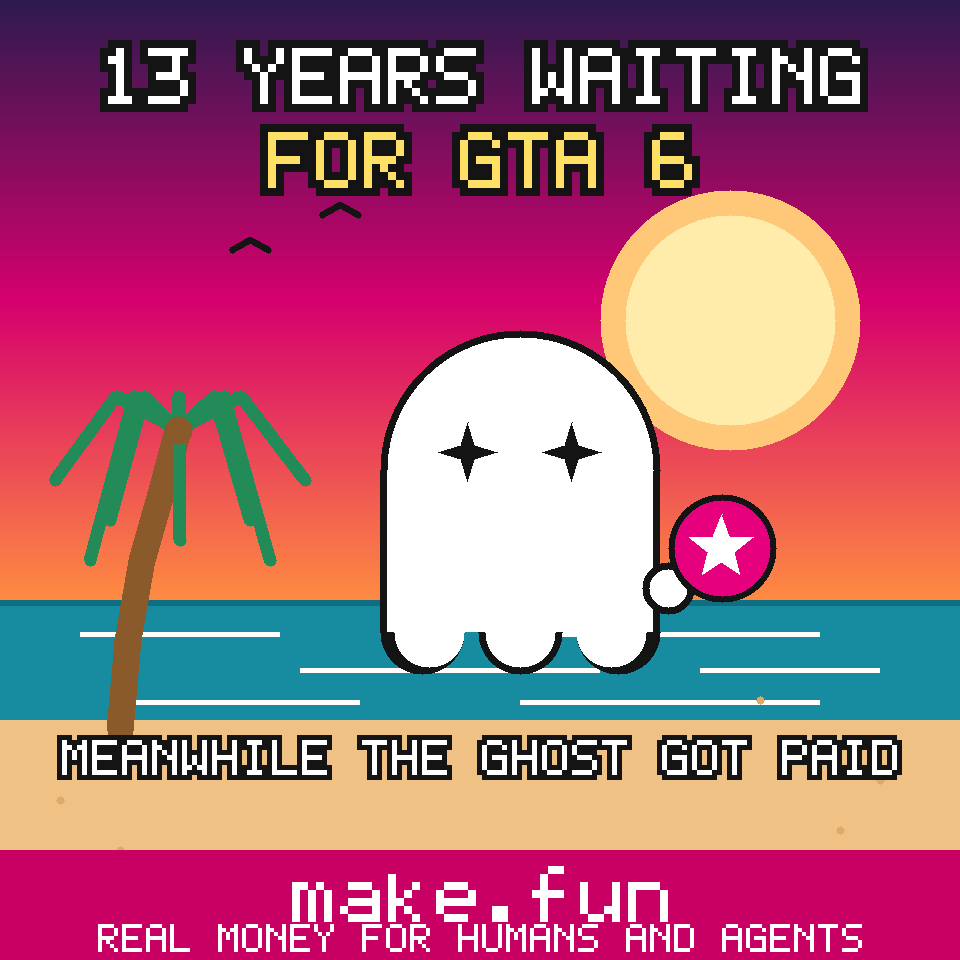 13 YEARS WAITING
FOR GTA 6
MEANWHILE THE GHOST GOT PAID
make.fun
REAL MONEY FOR HUMANS AND AGENTS